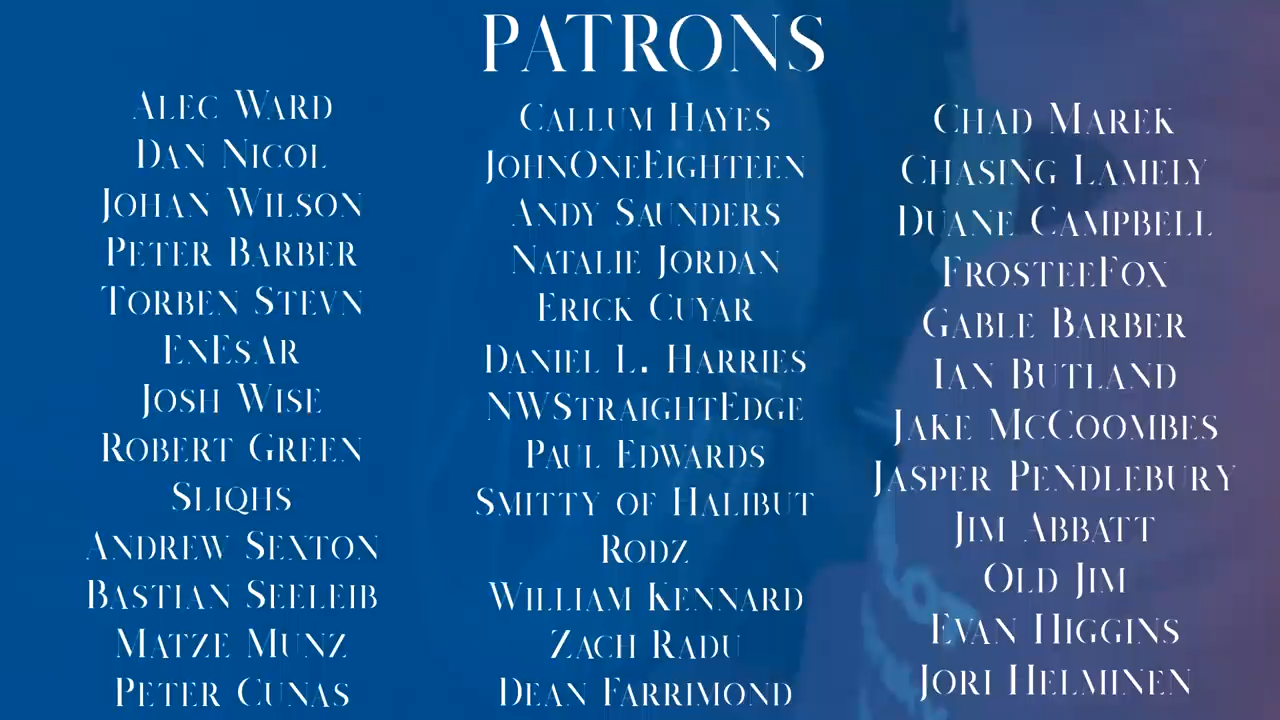 PATRONS
ALEC WARD
DAN NICOL
JOHAN WILSON
PETER BARBER
TORBEN STEVN
ENESAR
JOSH WISE
ROBERT GREEN
SLIQHS
ANDREW SEXTON
BASTIAN SEELEIB
MATZE MUNZ
PETER CUNAS
CALLUM HAYES
JOHNONEEIGHTEEN
ANDY SAUNDERS
NATALIE JORDAN
ERICK CUYAR
DANIEL L. HARRIES
NWSTRAIGHTEDGE
PAUL EDWARDS
SMITTY OF HALIBUT
RODZ
WILLIAM KENNARD
ZACH RADU
DEAN FARRIMOND
CHAD MAREK
CHASING LAMELY
DUANE CAMPBELL
FROSTEEFOX
GABLE BARBER
IAN BUTLAND
JAKE MCCOOMBES
JASPER PENDLEBURY
JIM ABBATT
OLD JIM
EVAN HIGGINS
JORI HELMINEN